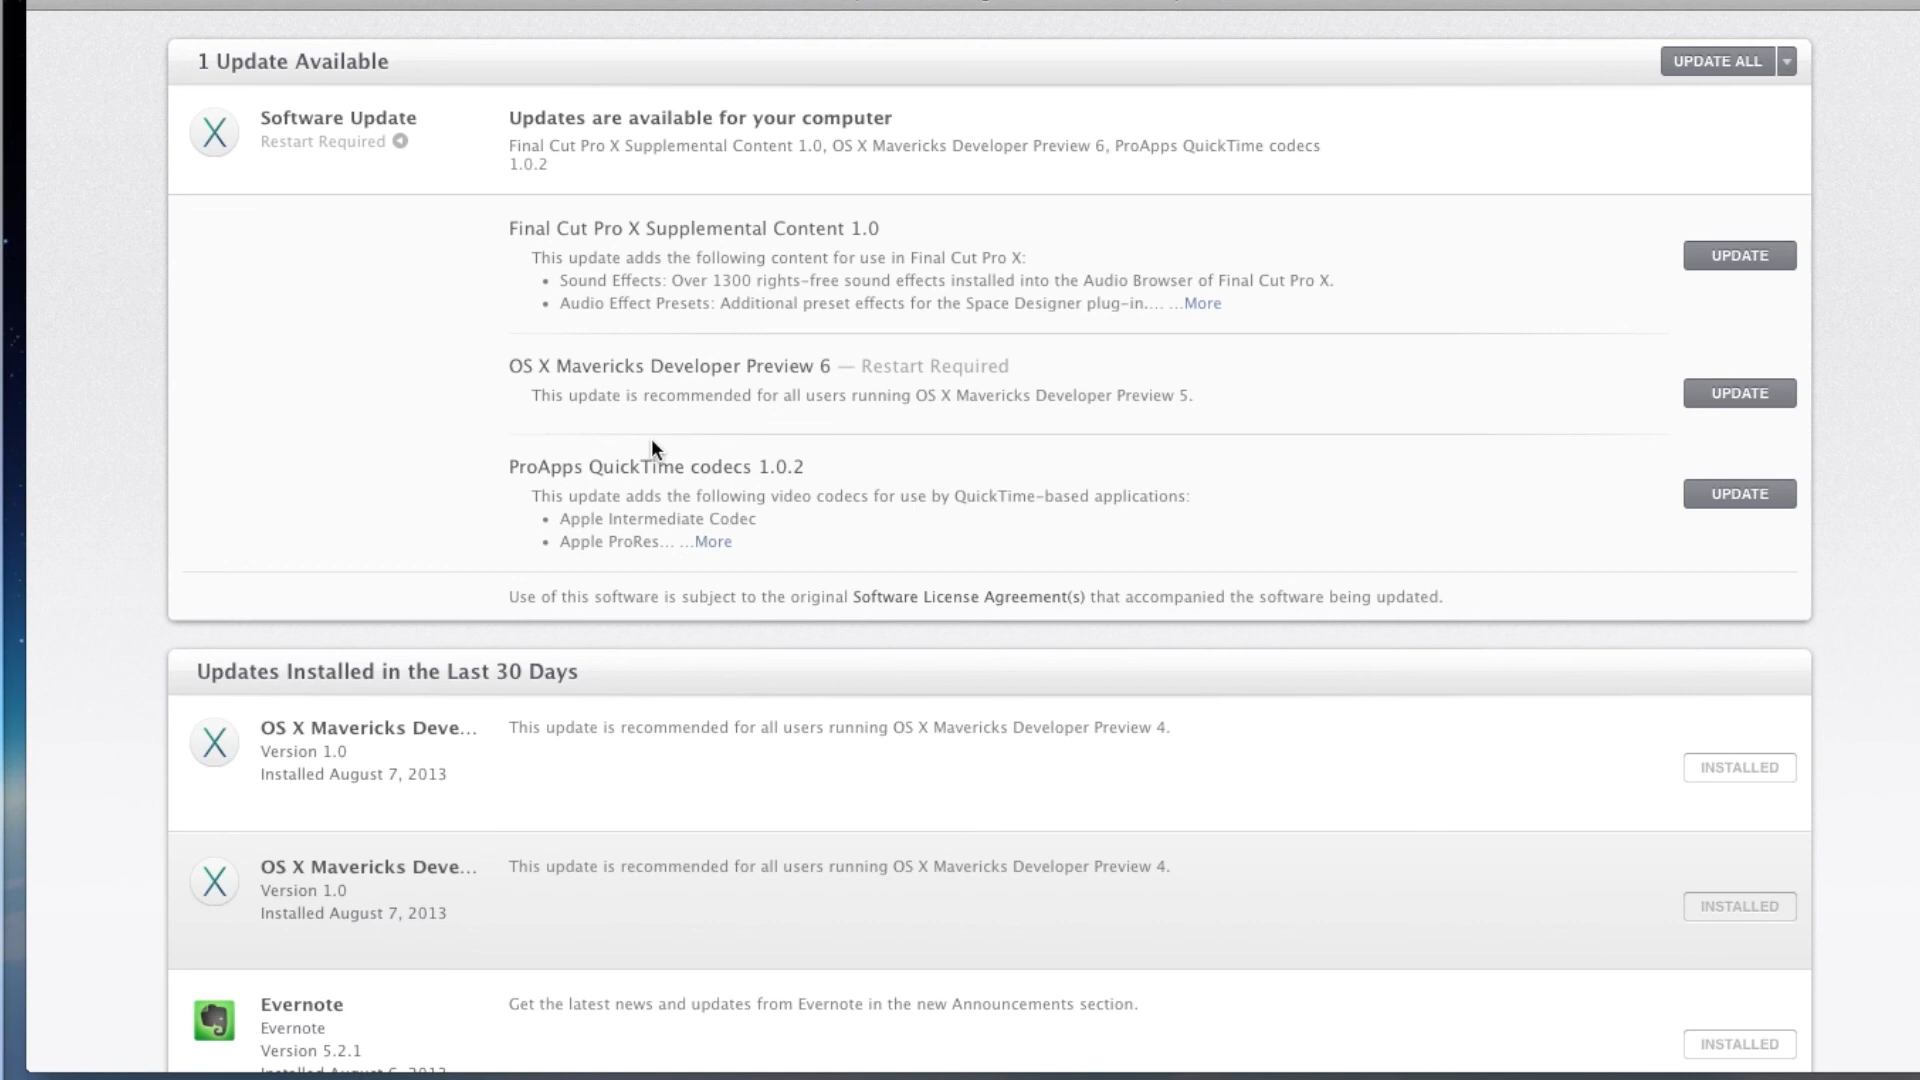 1 Update Available
UPDATE ALL
Software Update
Restart Required
Updates are available for your computer
Final Cut Pro X Supplemental Content 1.0, OS X Mavericks Developer Preview 6, ProApps QuickTime codecs
1.0.2
Final Cut Pro X Supplemental Content 1.0
This update adds the following content for use in Final Cut Pro X:
• Sound Effects: Over 1300 rights-free sound effects installed into the Audio Browser of Final Cut Pro X.
• Audio Effect Presets: Additional preset effects for the Space Designer plug-in.... ...More
UPDATE
OS X Mavericks Developer Preview 6 — Restart Required
This update is recommended for all users running OS X Mavericks Developer Preview 5.
UPDATE
ProApps QuickTime codecs 1.0.2
This update adds the following video codecs for use by QuickTime-based applications:
• Apple Intermediate Codec
• Apple ProRes... ...More
UPDATE
Use of this software is subject to the original Software License Agreement(s) that accompanied the software being updated.
Updates Installed in the Last 30 Days
OS X Mavericks Deve...
Version 1.0
Installed August 7, 2013
This update is recommended for all users running OS X Mavericks Developer Preview 4.
INSTALLED
OS X Mavericks Deve...
Version 1.0
Installed August 7, 2013
This update is recommended for all users running OS X Mavericks Developer Preview 4.
INSTALLED
Evernote
Evernote
Version 5.2.1
Get the latest news and updates from Evernote in the new Announcements section.
INSTALLED